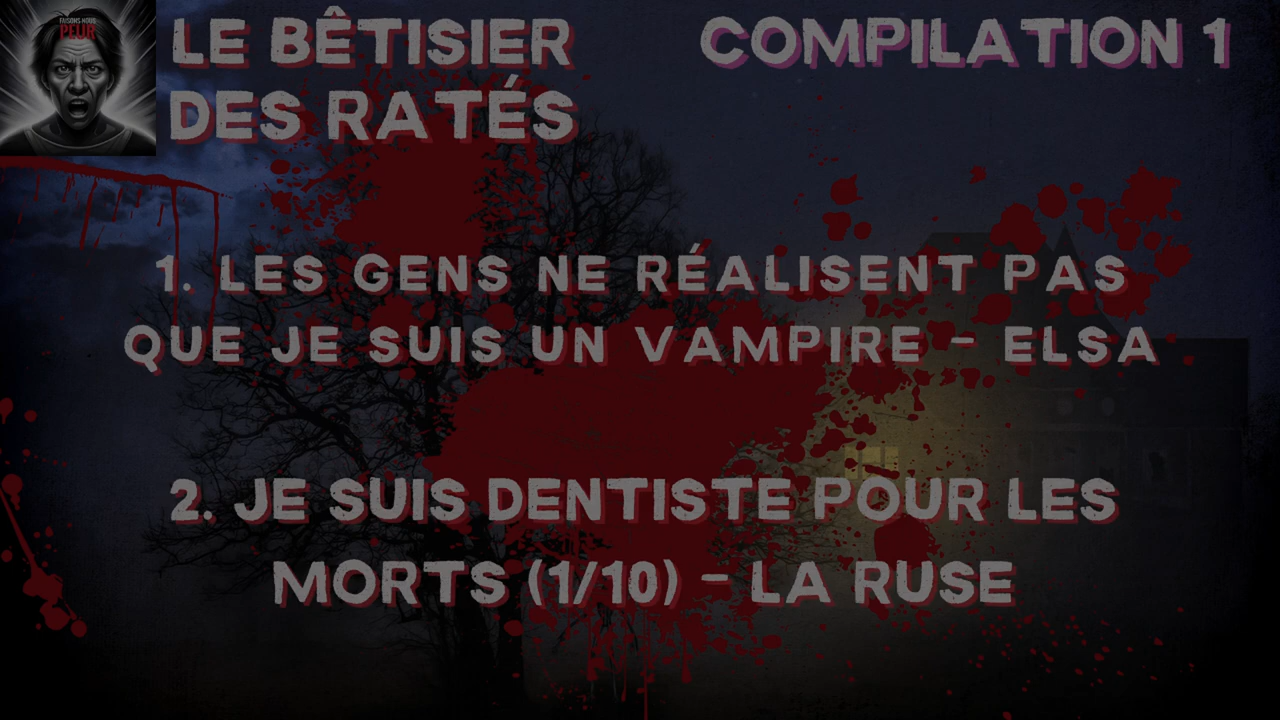 FAISONS NOUS
PEUR
LE BÊTISIER
DES RATÉS
COMPILATION 1
1. LES GENS NE RÉALISENT PAS
QUE JE SUIS UN VAMPIRE - ELSA
2. JE SUIS DENTISTE POUR LES
MORTS (1/10) - LA RUSE